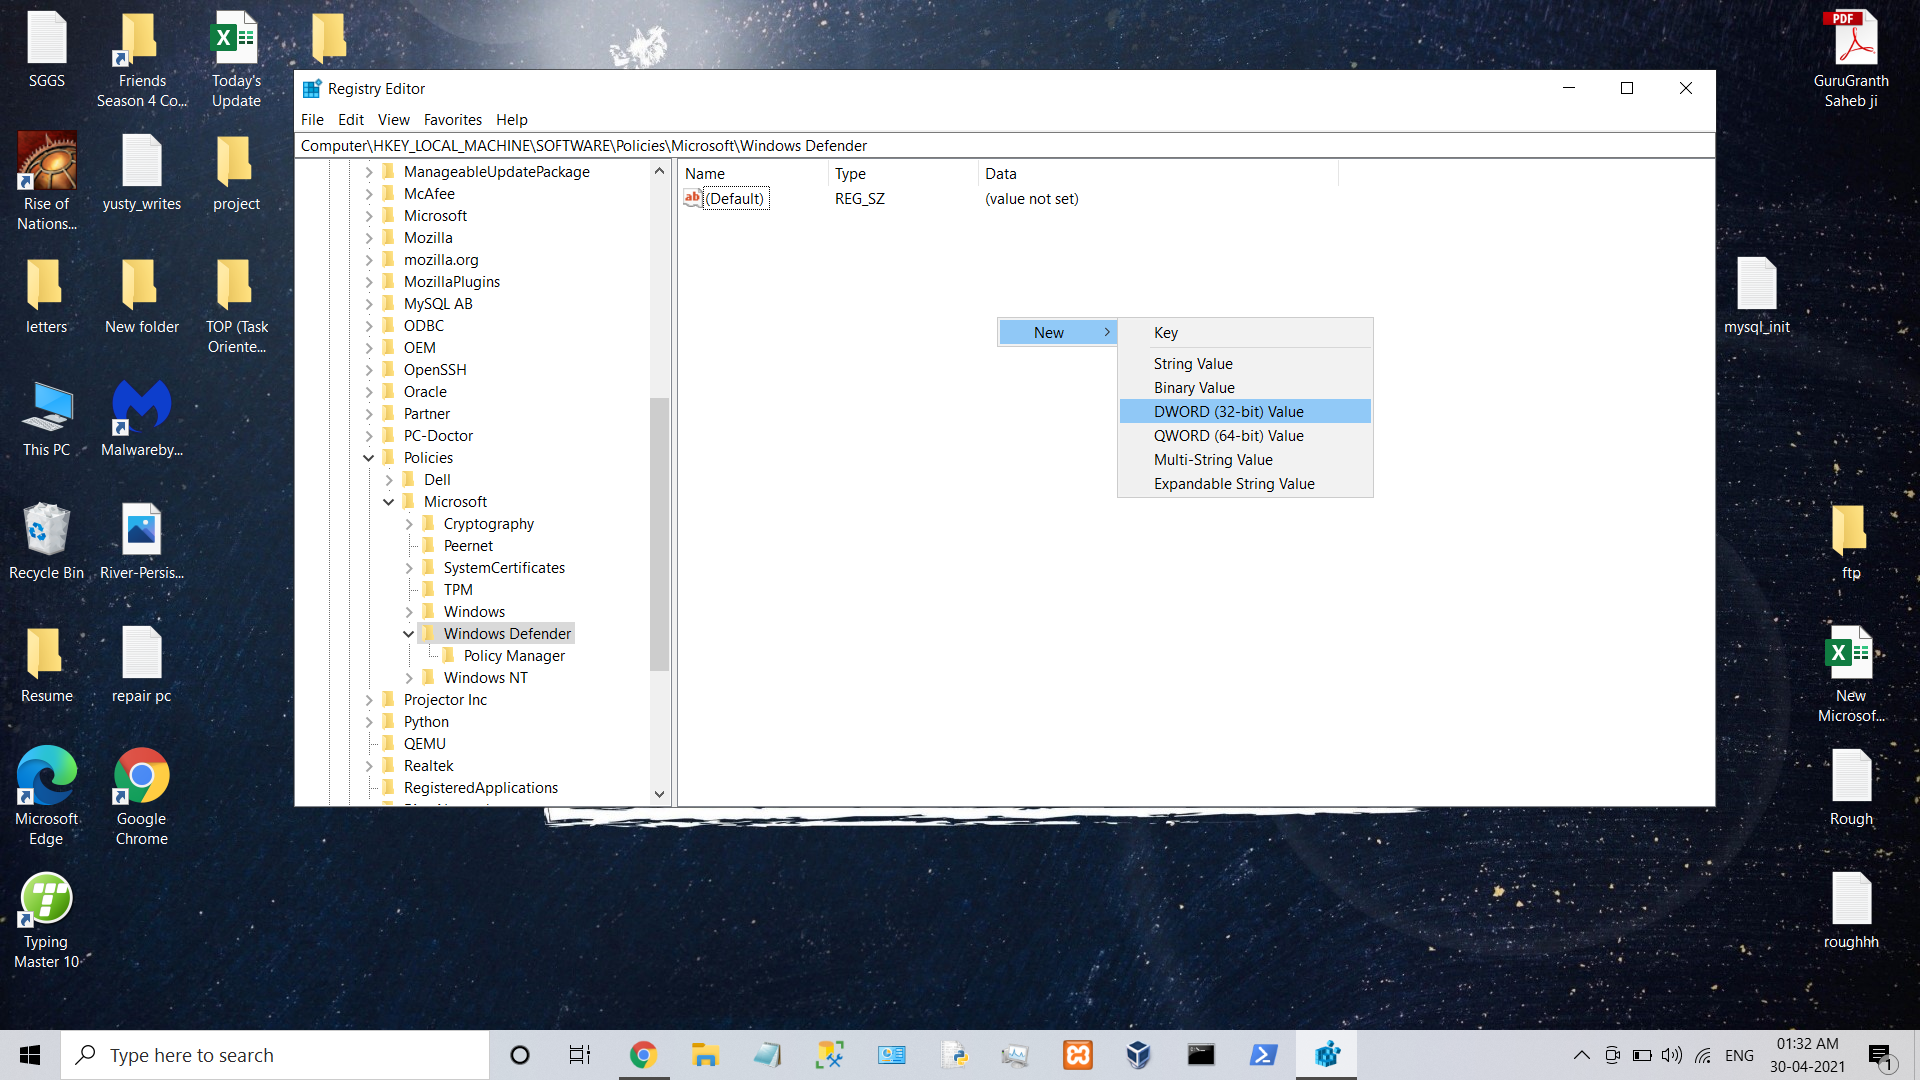 SGGS
Friends
Season 4 Co...
Today's
Update
PDF
GuruGranth
Saheb ji
Rise of
Nations...
yusty_writes
project
letters
New folder
TOP (Task
Oriente...
This PC
Malwareby...
Recycle Bin
River-Persis...
Resume
repair pc
Microsoft
Edge
Google
Chrome
Typing
Master 10
Registry Editor
File Edit View Favorites Help
Computer\HKEY_LOCAL_MACHINE\SOFTWARE\Policies\Microsoft\Windows Defender
ManageableUpdatePackage
McAfee
Microsoft
Mozilla
mozilla.org
MozillaPlugins
MySQL AB
ODBC
OEM
OpenSSH
Oracle
Partner
PC-Doctor
Policies
Dell
Microsoft
Cryptography
Peernet
SystemCertificates
TPM
Windows
Windows Defender
Policy Manager
Windows NT
Projector Inc
Python
QEMU
Realtek
RegisteredApplications
Name Type Data
ab (Default) REG_SZ (value not set)
New
Key
String Value
Binary Value
DWORD (32-bit) Value
QWORD (64-bit) Value
Multi-String Value
Expandable String Value
mysql_init
ftp
New
Microsof...
Rough
roughhh
Type here to search
ENG
01:32 AM
30-04-2021
1